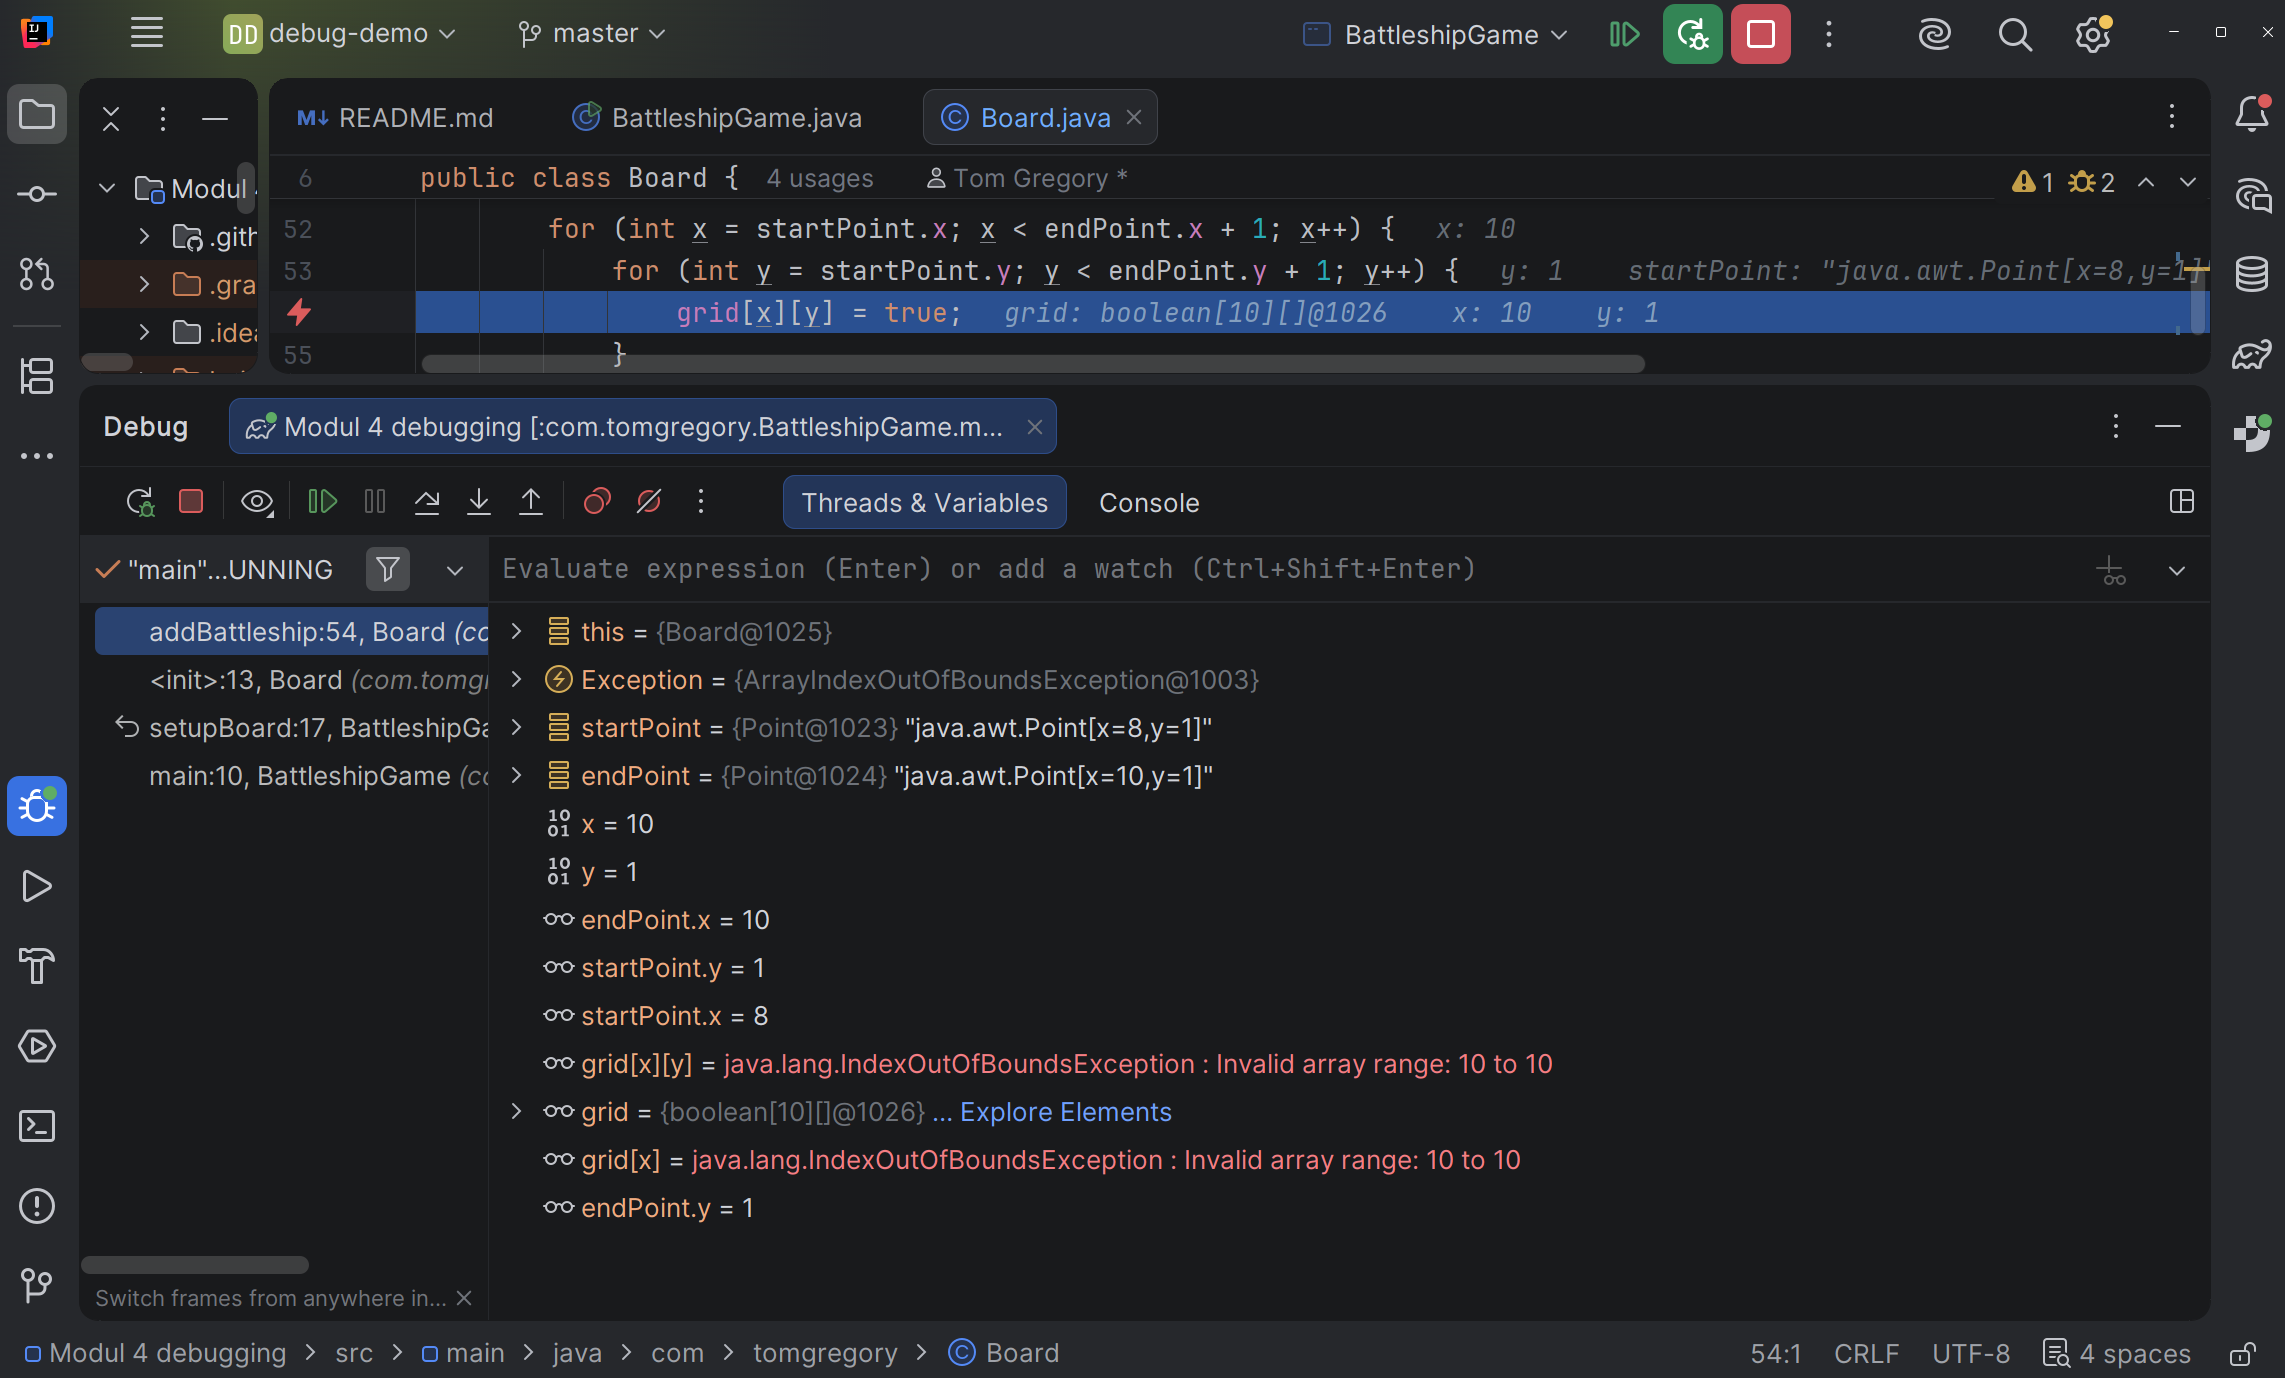 DD debug-demo
master
BattleshipGame
README.md
BattleshipGame.java
Board.java
Modul
.gith
.gra
.idea
6 public class Board { 4 usages Tom Gregory *
1 2
52 for (int x = startPoint.x; x < endPoint.x + 1; x++) { x: 10
53 for (int y = startPoint.y; y < endPoint.y + 1; y++) { y: 1 startPoint: "java.awt.Point[x=8,y=1]"
grid[x][y] = true; grid: boolean[10][]@1026 x: 10 y: 1
55 }
Debug
Modul 4 debugging [:com.tomgregory.BattleshipGame.m...
Threads & Variables
Console
"main"...UNNING
Evaluate expression (Enter) or add a watch (Ctrl+Shift+Enter)
addBattleship:54, Board (co
<init>:13, Board (com.tomgr
setupBoard:17, BattleshipGa
main:10, BattleshipGame (co
this = {Board@1025}
Exception = {ArrayIndexOutOfBoundsException@1003}
startPoint = {Point@1023} "java.awt.Point[x=8,y=1]"
endPoint = {Point@1024} "java.awt.Point[x=10,y=1]"
x = 10
y = 1
endPoint.x = 10
startPoint.y = 1
startPoint.x = 8
grid[x][y] = java.lang.IndexOutOfBoundsException : Invalid array range: 10 to 10
grid = {boolean[10][]@1026} ... Explore Elements
grid[x] = java.lang.IndexOutOfBoundsException : Invalid array range: 10 to 10
endPoint.y = 1
Switch frames from anywhere in...
Modul 4 debugging > src > main > java > com > tomgregory > Board
54:1 CRLF UTF-8 4 spaces